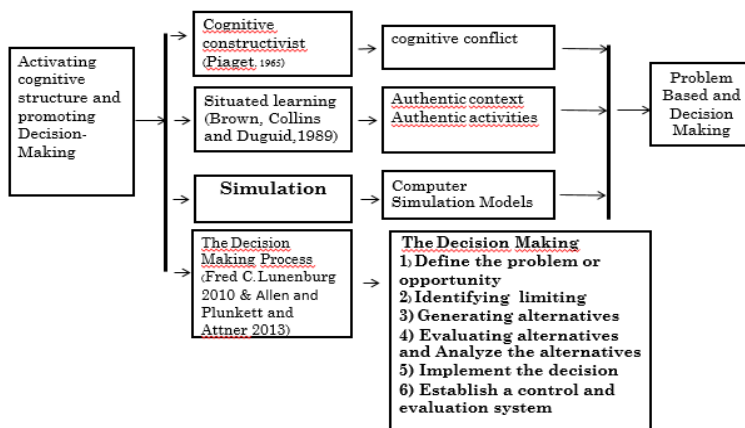 Activating
cognitive
structure and
promoting
Decision-
Making
Cognitive
constructivist
(Piaget, 1965)
cognitive conflict
Situated learning
(Brown, Collins
and Duguid,1989)
Authentic context
Authentic activities
Simulation
Computer
Simulation Models
The Decision
Making Process
(Fred C. Lunenburg
2010 & Allen and
Plunkett and
Attner 2013)
The Decision Making
1) Define the problem or
opportunity
2) Identifying limiting
3) Generating alternatives
4) Evaluating alternatives
and Analyze the alternatives
5) Implement the decision
6) Establish a control and
evaluation system
Problem
Based and
Decision
Making